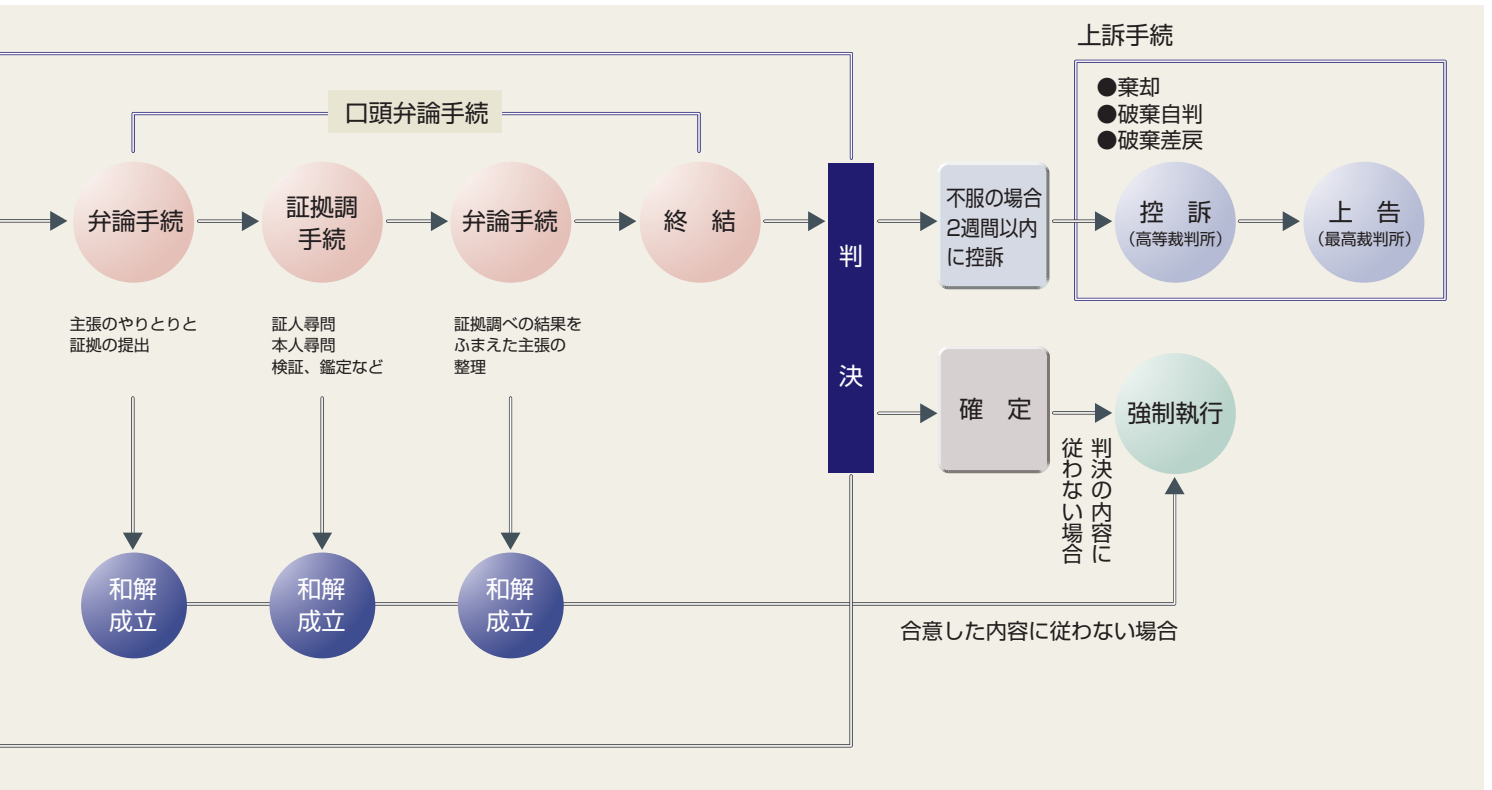 上訴手続
●棄却
●破棄自判
●破棄差戻
口頭弁論手続
弁論手続
証拠調
手続
弁論手続
終　結
判
決
不服の場合
2週間以内
に控訴
控　訴
（高等裁判所）
上　告
（最高裁判所）
主張のやりとりと
証拠の提出
証人尋問
本人尋問
検証、鑑定など
証拠調べの結果を
ふまえた主張の
整理
確　定
強制執行
判決の内容に
従わない場合
和解
成立
和解
成立
和解
成立
合意した内容に従わない場合